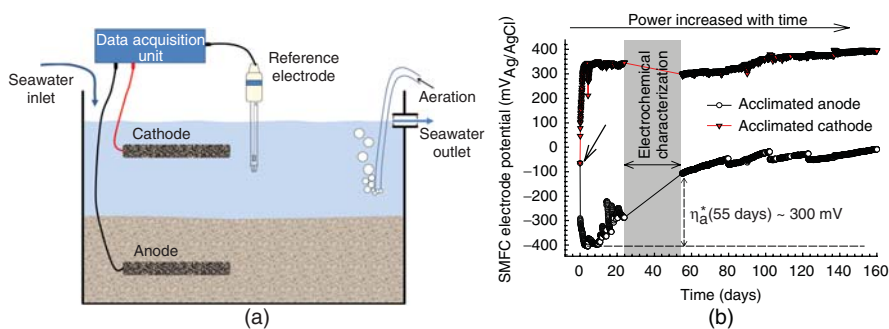 Data acquisition
unit
Reference
electrode
Seawater
inlet
Aeration
Cathode
Seawater
outlet
Anode
(a)
Power increased with time
SMFC electrode potential (mVAg/AgCl)
400
300
200
100
0
−100
−200
−300
−400
Electrochemical
characterization
Acclimated anode
Acclimated cathode
η*a(55 days) ~ 300 mV
0 20 40 60 80 100 120 140 160
Time (days)
(b)